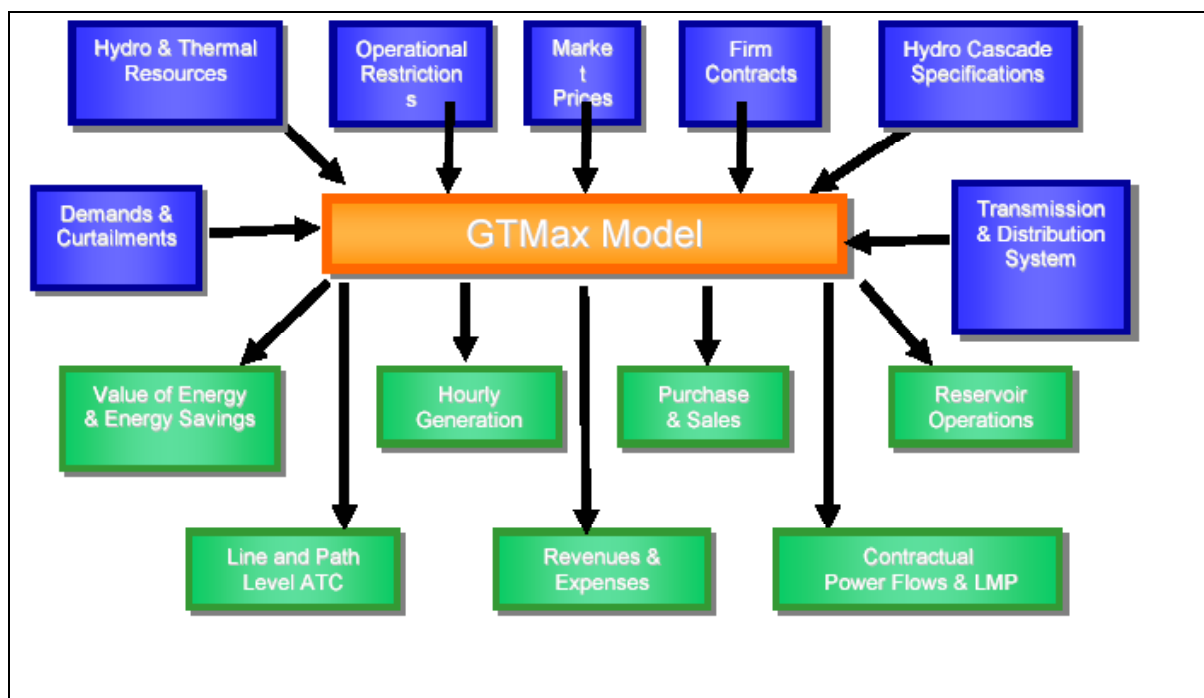 Hydro & Thermal
Resources
Operational
Restriction
s
Marke
t
Prices
Firm
Contracts
Hydro Cascade
Specifications
Demands &
Curtailments
GTMax Model
Transmission
& Distribution
System
Value of Energy
& Energy Savings
Hourly
Generation
Purchase
& Sales
Reservoir
Operations
Line and Path
Level ATC
Revenues &
Expenses
Contractual
Power Flows & LMP